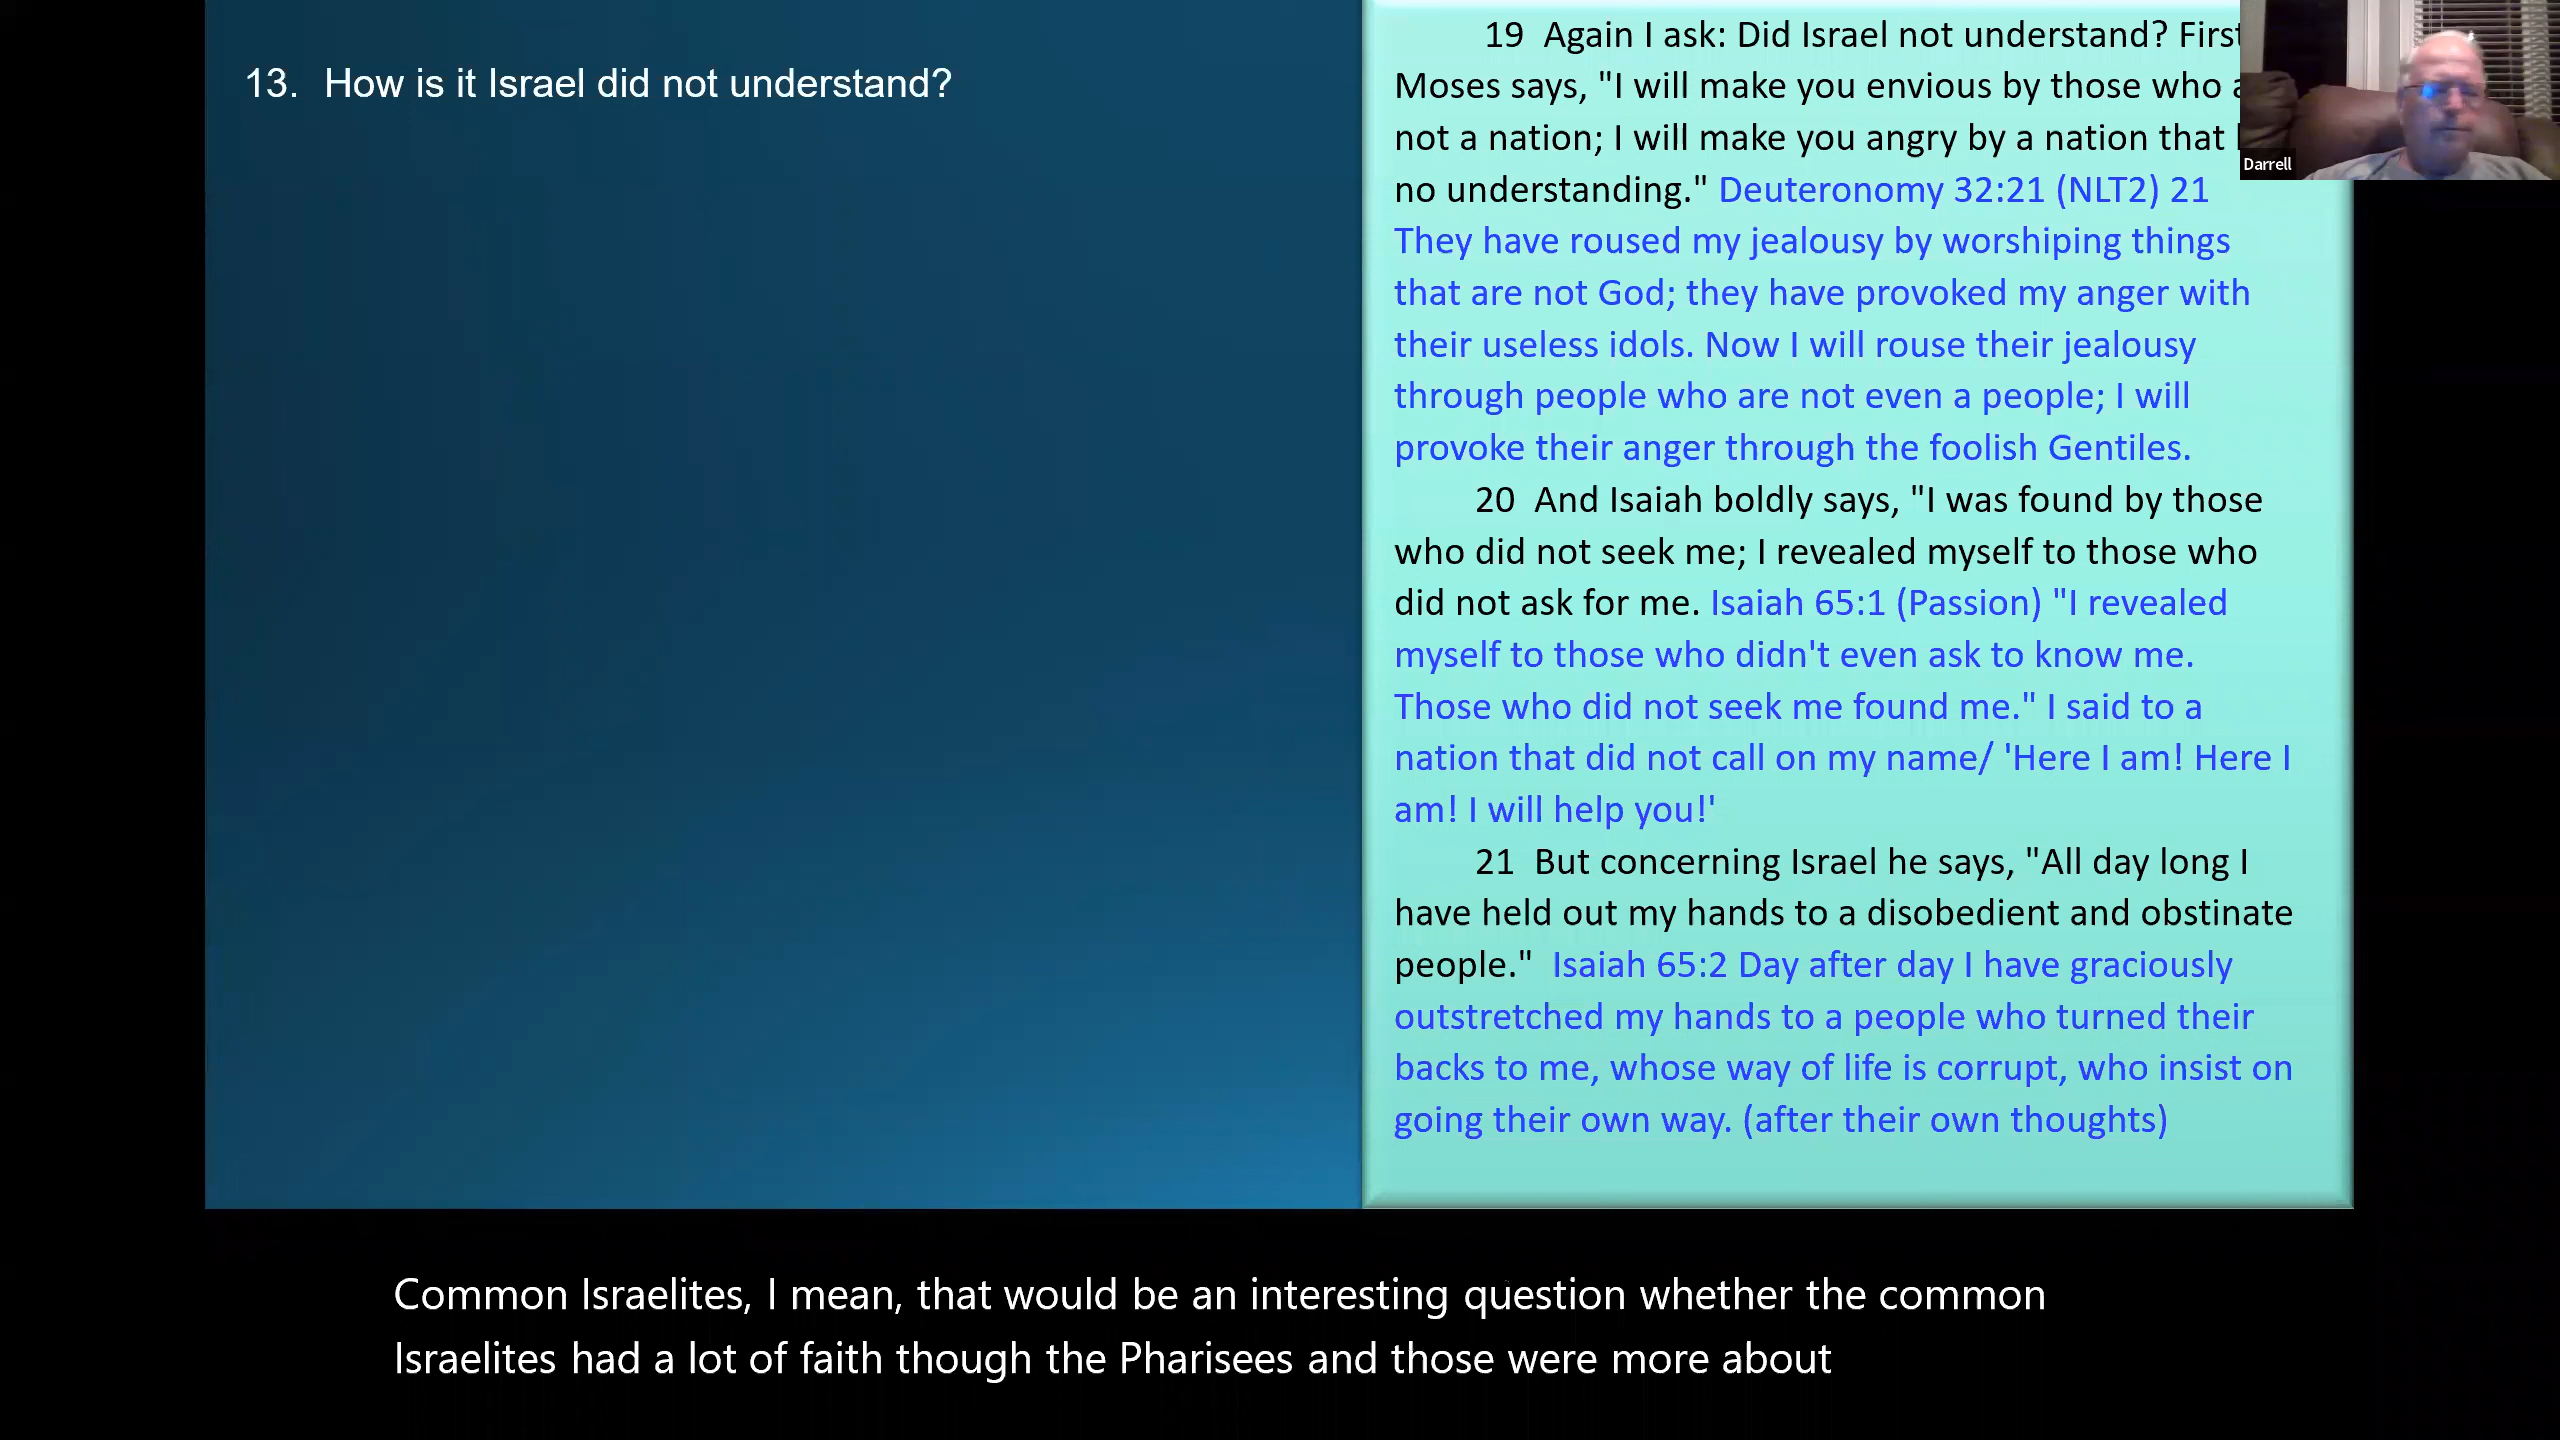 13. How is it Israel did not understand?
19 Again I ask: Did Israel not understand? First
Moses says, "I will make you envious by those who
not a nation; I will make you angry by a nation that
no understanding." Deuteronomy 32:21 (NLT2) 21
They have roused my jealousy by worshiping things
that are not God; they have provoked my anger with
their useless idols. Now I will rouse their jealousy
through people who are not even a people; I will
provoke their anger through the foolish Gentiles.
20 And Isaiah boldly says, "I was found by those
who did not seek me; I revealed myself to those who
did not ask for me. Isaiah 65:1 (Passion) "I revealed
myself to those who didn't even ask to know me.
Those who did not seek me found me." I said to a
nation that did not call on my name/ 'Here I am! Here I
am! I will help you!'
21 But concerning Israel he says, "All day long I
have held out my hands to a disobedient and obstinate
people." Isaiah 65:2 Day after day I have graciously
outstretched my hands to a people who turned their
backs to me, whose way of life is corrupt, who insist on
going their own way. (after their own thoughts)
Darrell
Common Israelites, I mean, that would be an interesting question whether the common
Israelites had a lot of faith though the Pharisees and those were more about